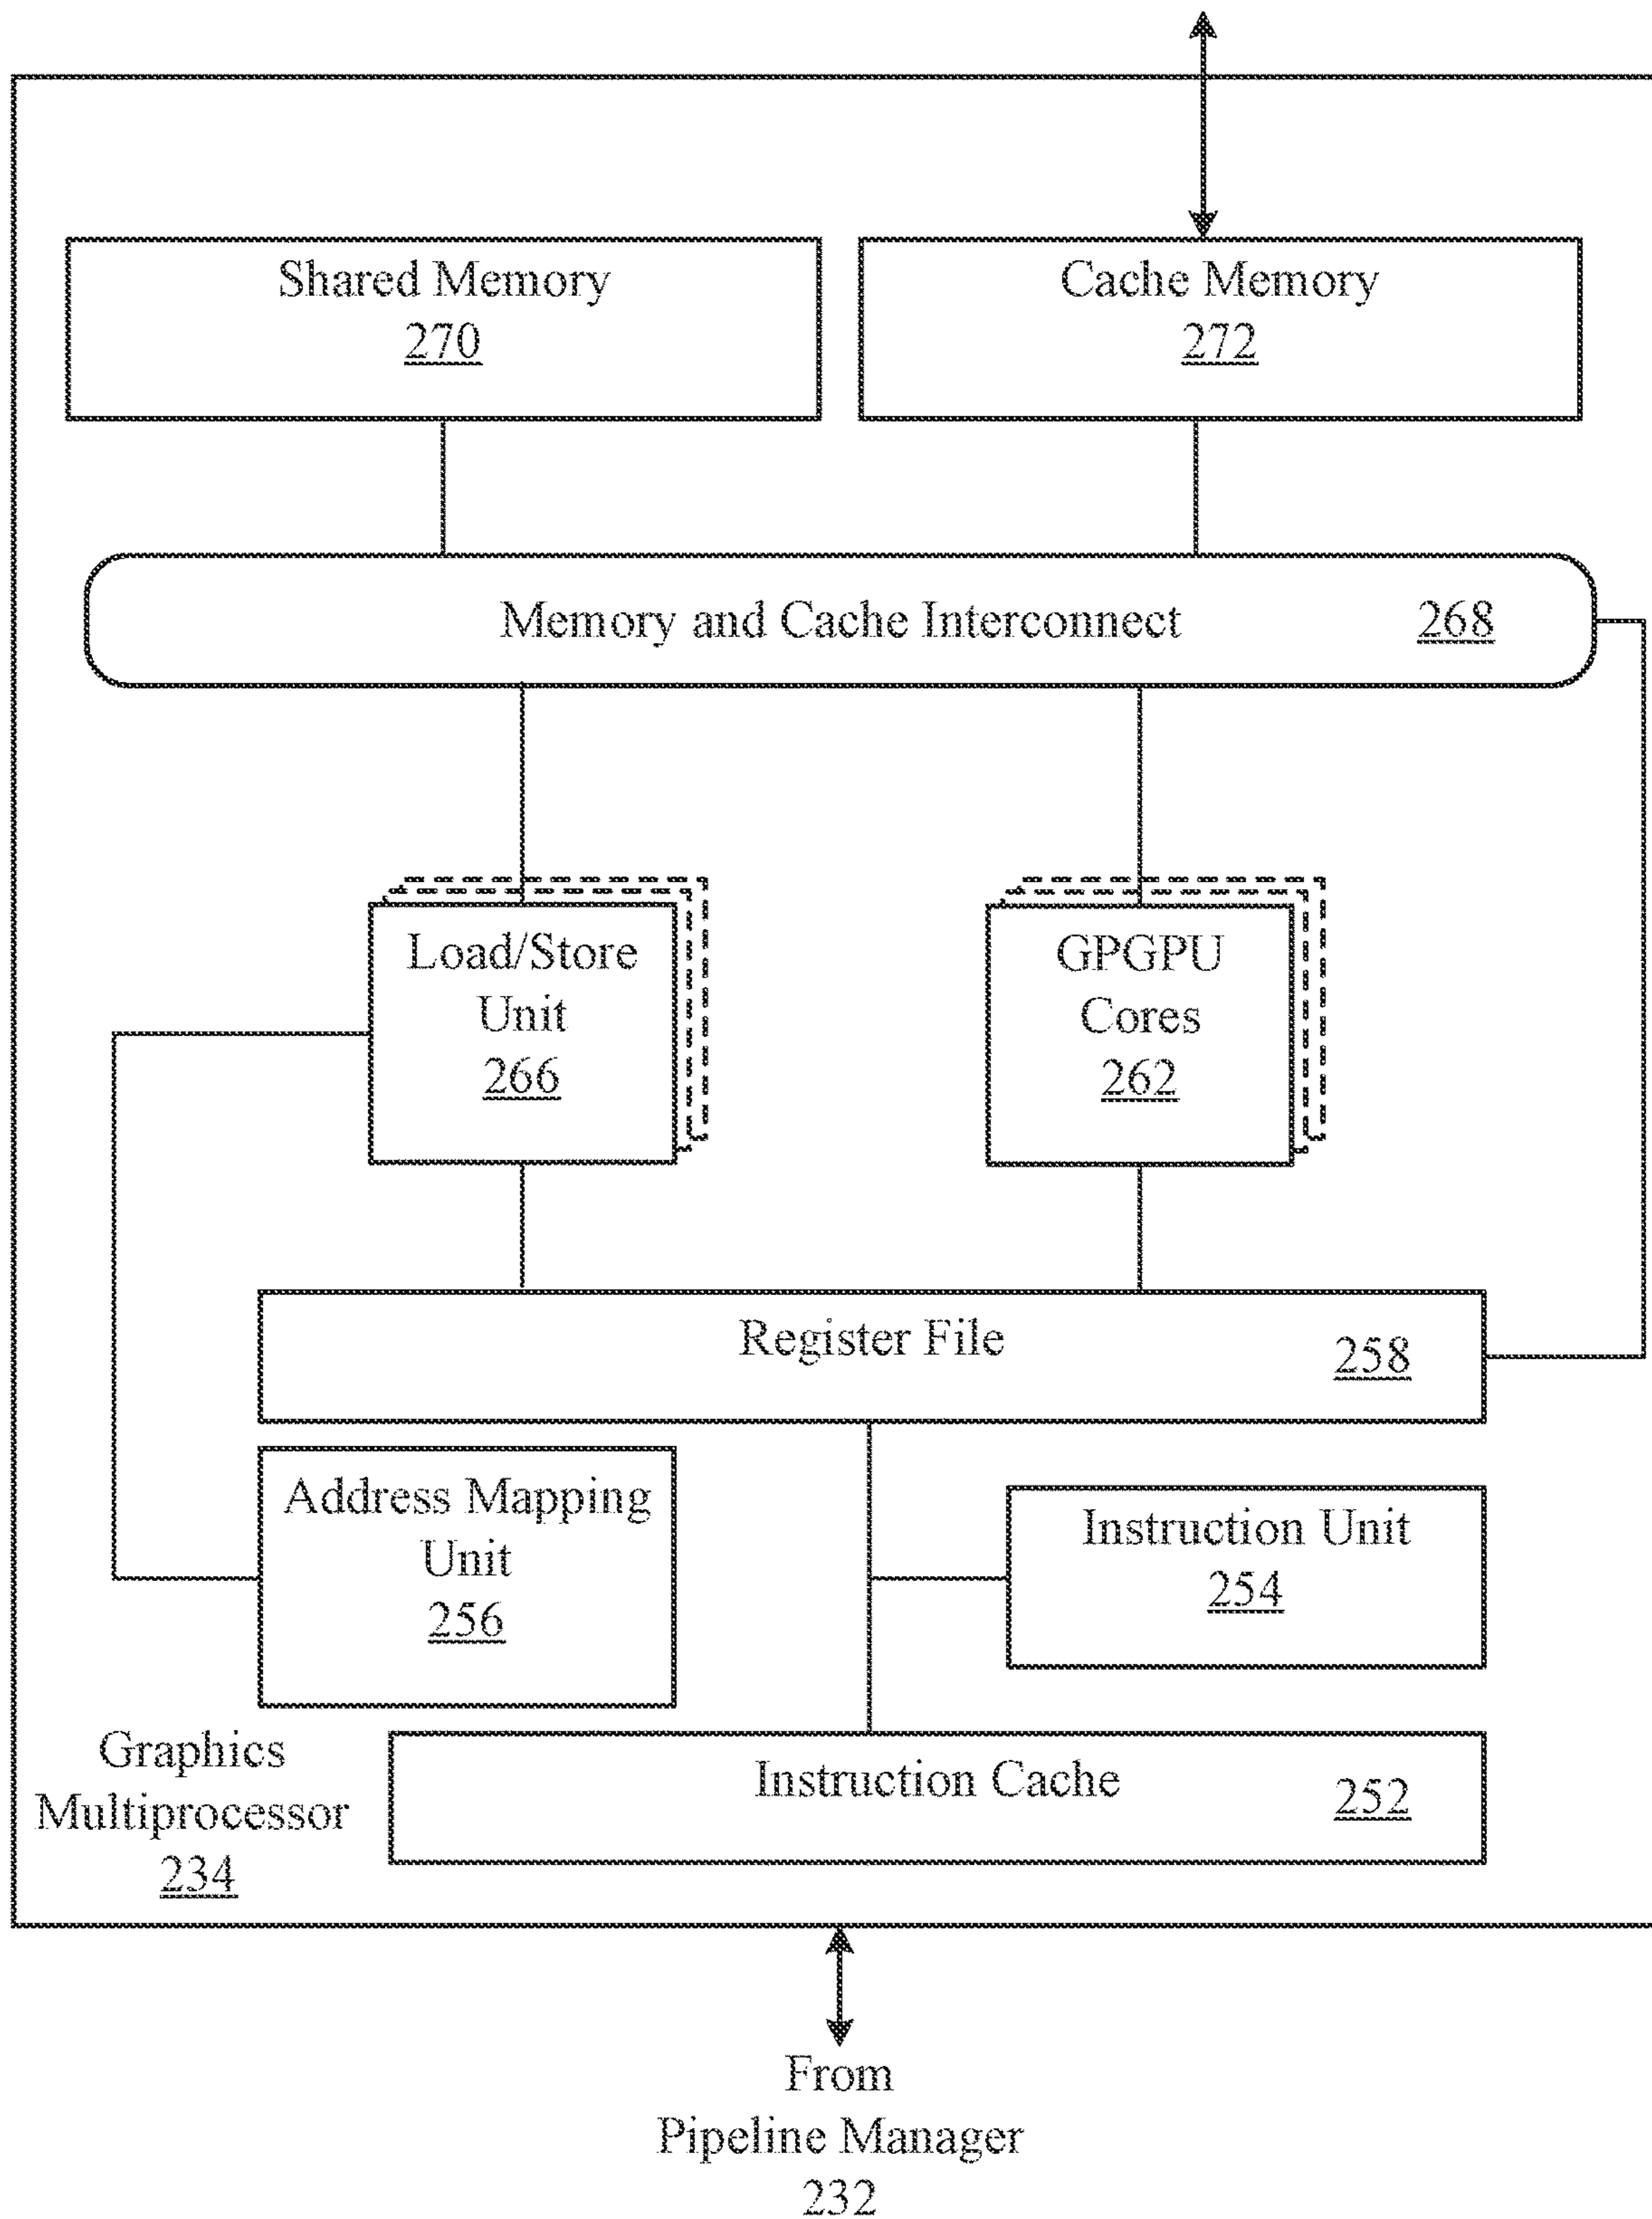 Shared Memory
270
Cache Memory
272
Memory and Cache Interconnect 268
Load/Store
Unit
266
GPGPU
Cores
262
Register File 258
Address Mapping
Unit
256
Instruction Unit
254
Graphics
Multiprocessor
234
Instruction Cache 252
From
Pipeline Manager
232